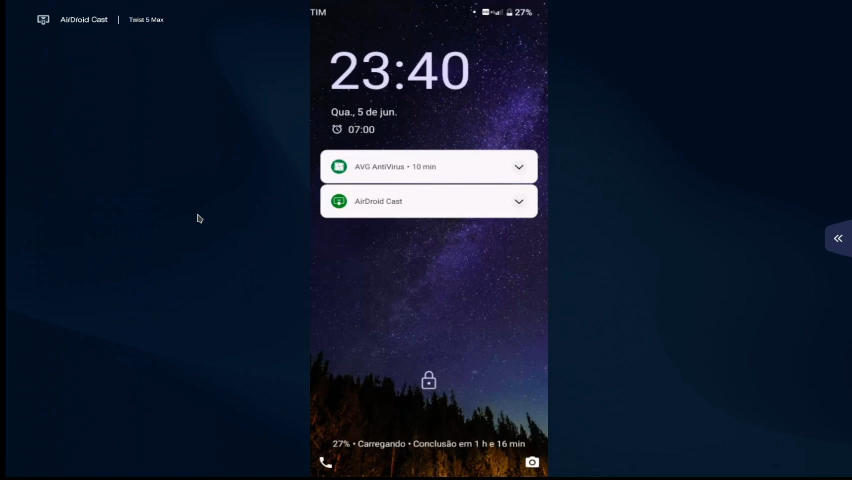 AirDroid Cast | Twist 5 Max
TIM
27%
23:40
Qua., 5 de jun.
07:00
AVG AntiVirus • 10 min
AirDroid Cast
27% • Carregando • Conclusão em 1 h e 16 min